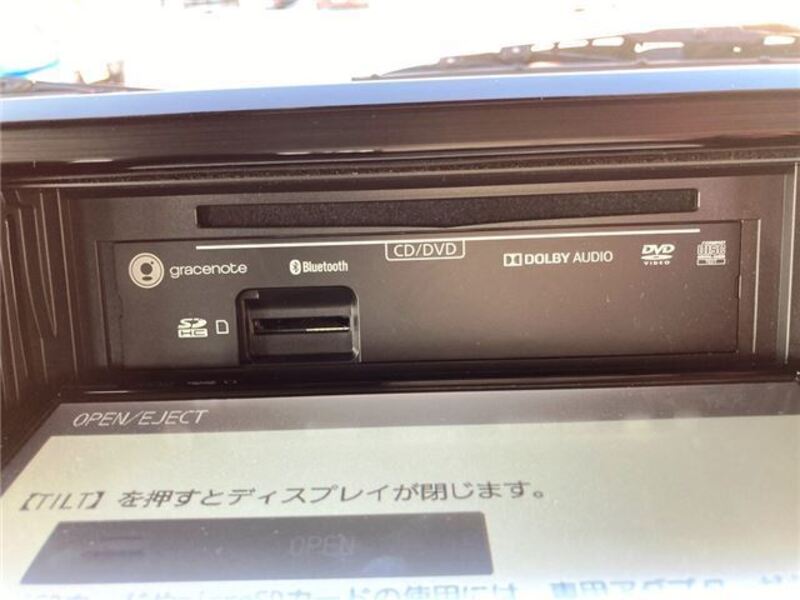 CD/DVD
gracenote
Bluetooth
DOLBY AUDIO
DVD
VIDEO
DISC
SD
HC
OPEN/EJECT
【TILT】を押すとディスプレイが閉じます。
OPEN